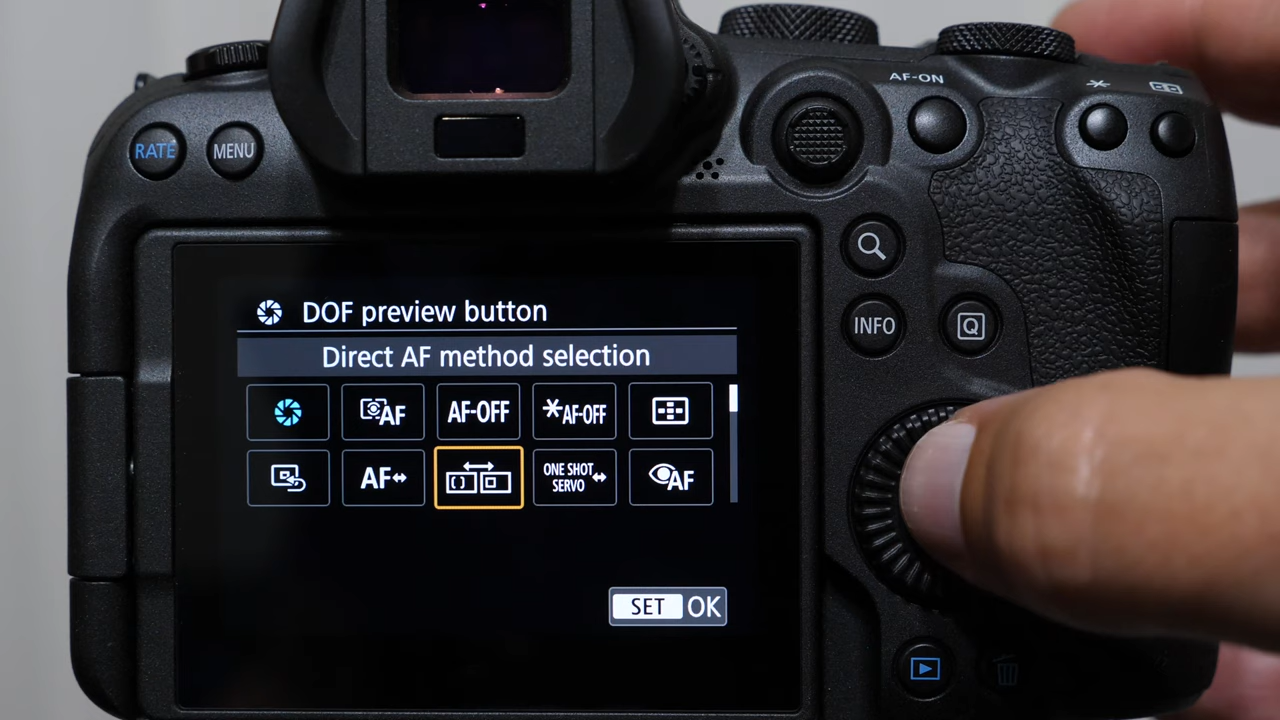 AF-ON
RATE
MENU
INFO
Q
DOF preview button
Direct AF method selection
AF
AF-OFF
*AF-OFF
AF
ONE SHOT
SERVO
AF
SET OK